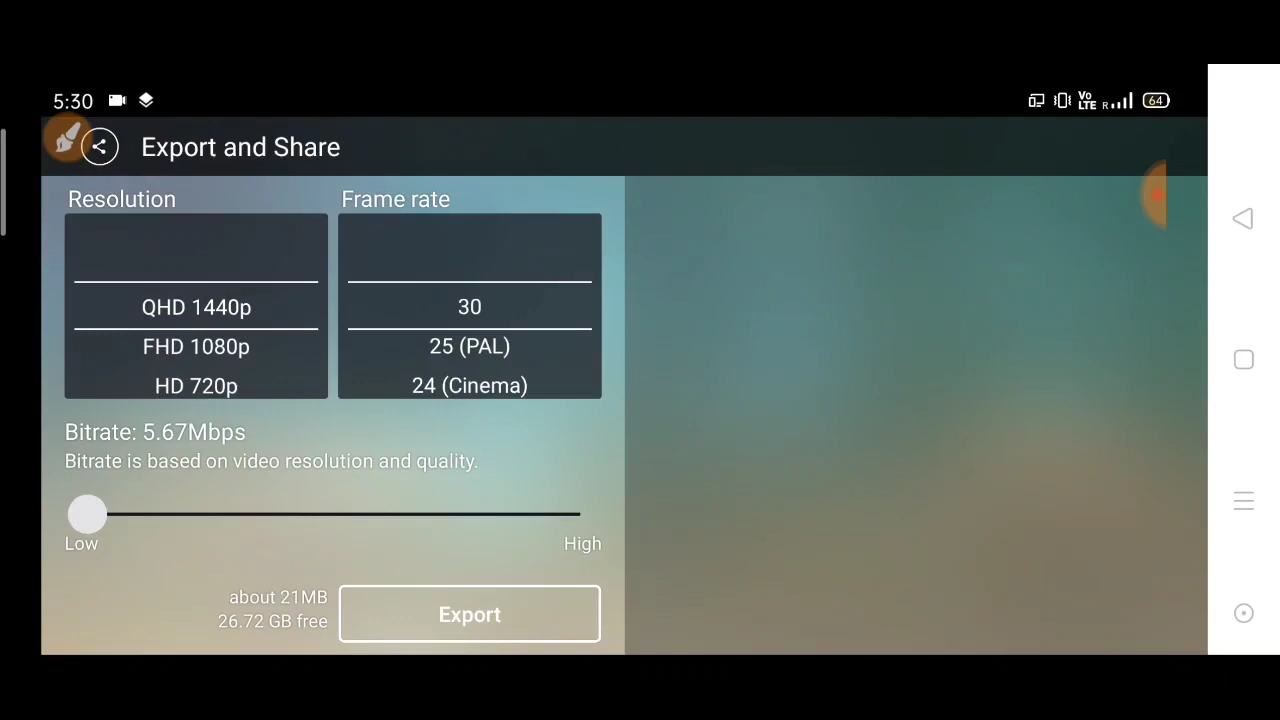 5:30
Vo
LTE
R
64
Export and Share
Resolution
Frame rate
QHD 1440p
30
FHD 1080p
25 (PAL)
HD 720p
24 (Cinema)
Bitrate: 5.67Mbps
Bitrate is based on video resolution and quality.
Low
High
about 21MB
26.72 GB free
Export